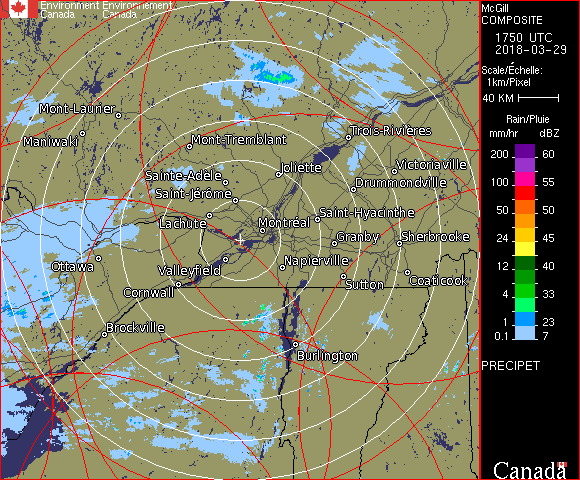 Environment Environnement
Canada Canada
McGill
COMPOSITE
1750 UTC
2018-03-29
Scale/Échelle:
1km/Pixel
40 KM
Rain/Pluie
mm/hr dBZ
200 60
100 55
50 50
24 45
12 40
4 33
1 23
0.1 7
PRECIPET
Canada
Mont-Laurier
Maniwaki
Mont-Tremblant
Trois-Rivières
Joliette
Victoriaville
Sainte-Adèle
Drummondville
Saint-Jérôme
Saint-Hyacinthe
Lachute
Montréal
Granby
Sherbrooke
Ottawa
Valleyfield
Napierville
Coaticook
Cornwall
Sutton
Brockville
Burlington